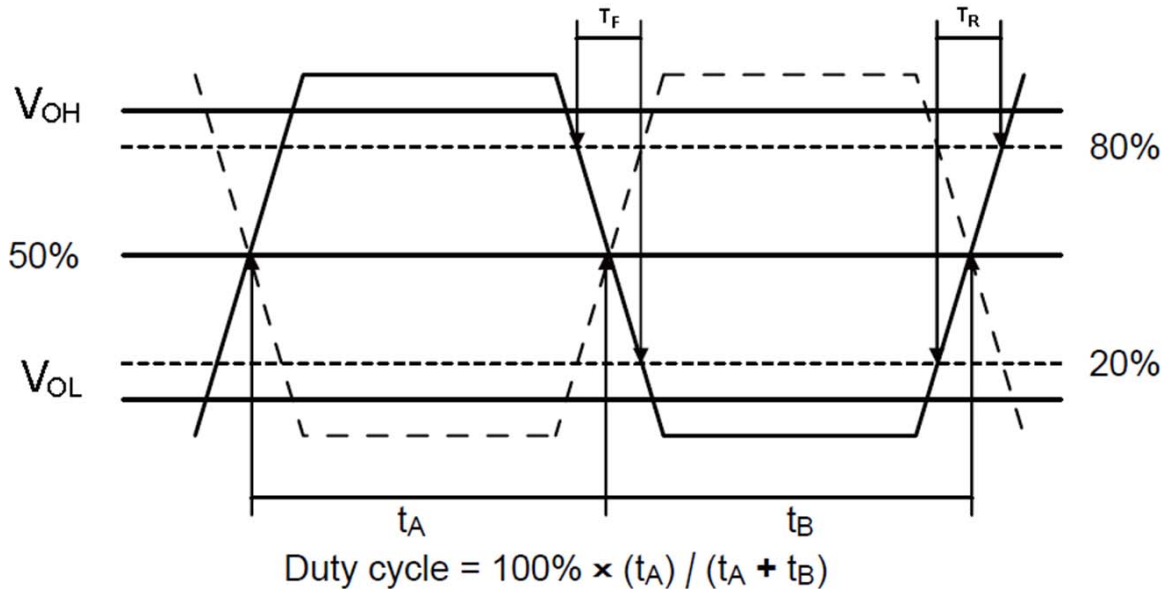 TF TR
VOH
80%
50%
20%
VOL
tA tB
Duty cycle = 100% × (tA) / (tA + tB)